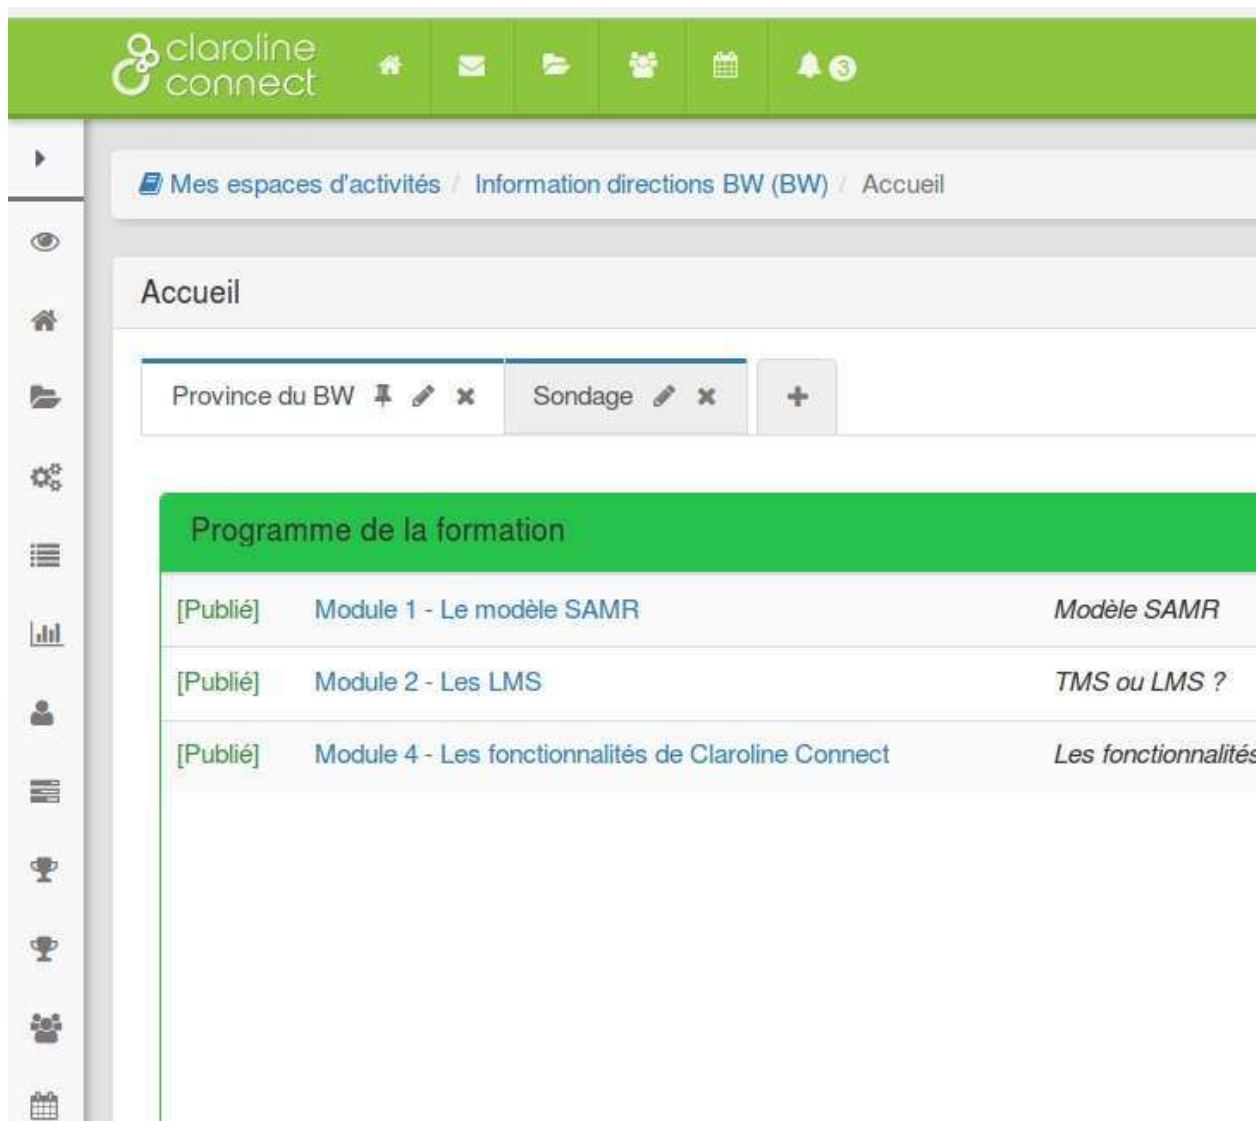 claroline
connect
3
Mes espaces d'activités / Information directions BW (BW) / Accueil
Accueil
Province du BW Sondage
Programme de la formation
[Publié] Module 1 - Le modèle SAMR Modèle SAMR
[Publié] Module 2 - Les LMS TMS ou LMS ?
[Publié] Module 4 - Les fonctionnalités de Claroline Connect Les fonctionnalités